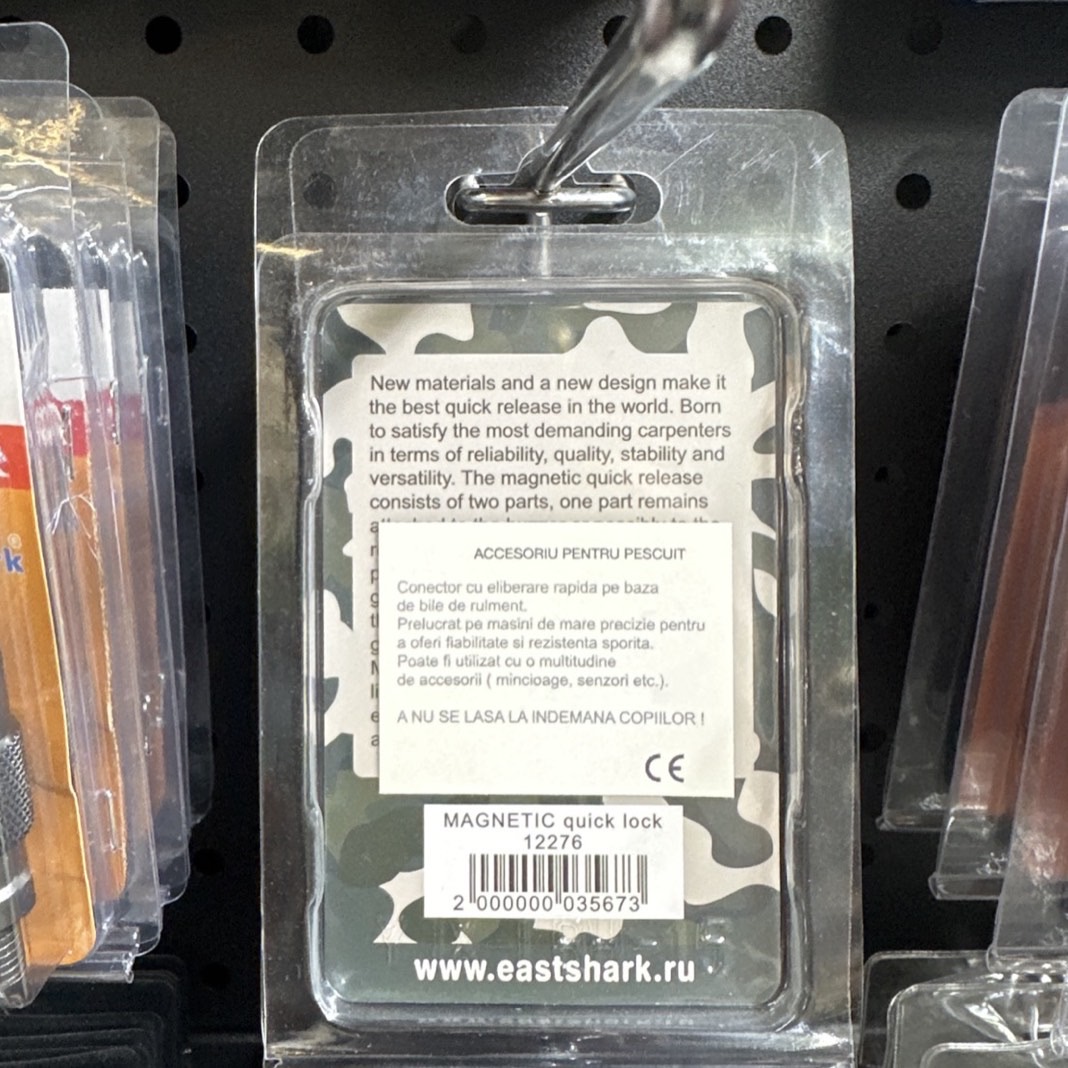 New materials and a new design make it
the best quick release in the world. Born
to satisfy the most demanding carpenters
in terms of reliability, quality, stability and
versatility. The magnetic quick release
consists of two parts, one part remains
ACCESORIU PENTRU PESCUIT
Conector cu eliberare rapida pe baza
de bile de rulment.
Prelucrat pe masini de mare precizie pentru
a oferi fiabilitate si rezistenta sporita.
Poate fi utilizat cu o multitudine
de accesorii ( mincioage, senzori etc.).
A NU SE LASA LA INDEMANA COPIILOR !
CE
MAGNETIC quick lock
12276
2 000000 035673
www.eastshark.ru
k